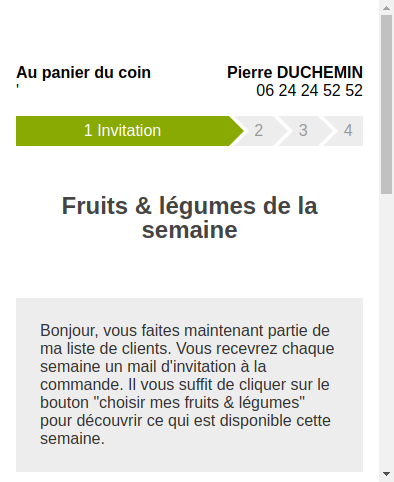 Au panier du coin Pierre DUCHEMIN
' 06 24 24 52 52
1 Invitation 2 3 4
Fruits & légumes de la
semaine
Bonjour, vous faites maintenant partie de
ma liste de clients. Vous recevrez chaque
semaine un mail d'invitation à la
commande. Il vous suffit de cliquer sur le
bouton "choisir mes fruits & légumes"
pour découvrir ce qui est disponible cette
semaine.